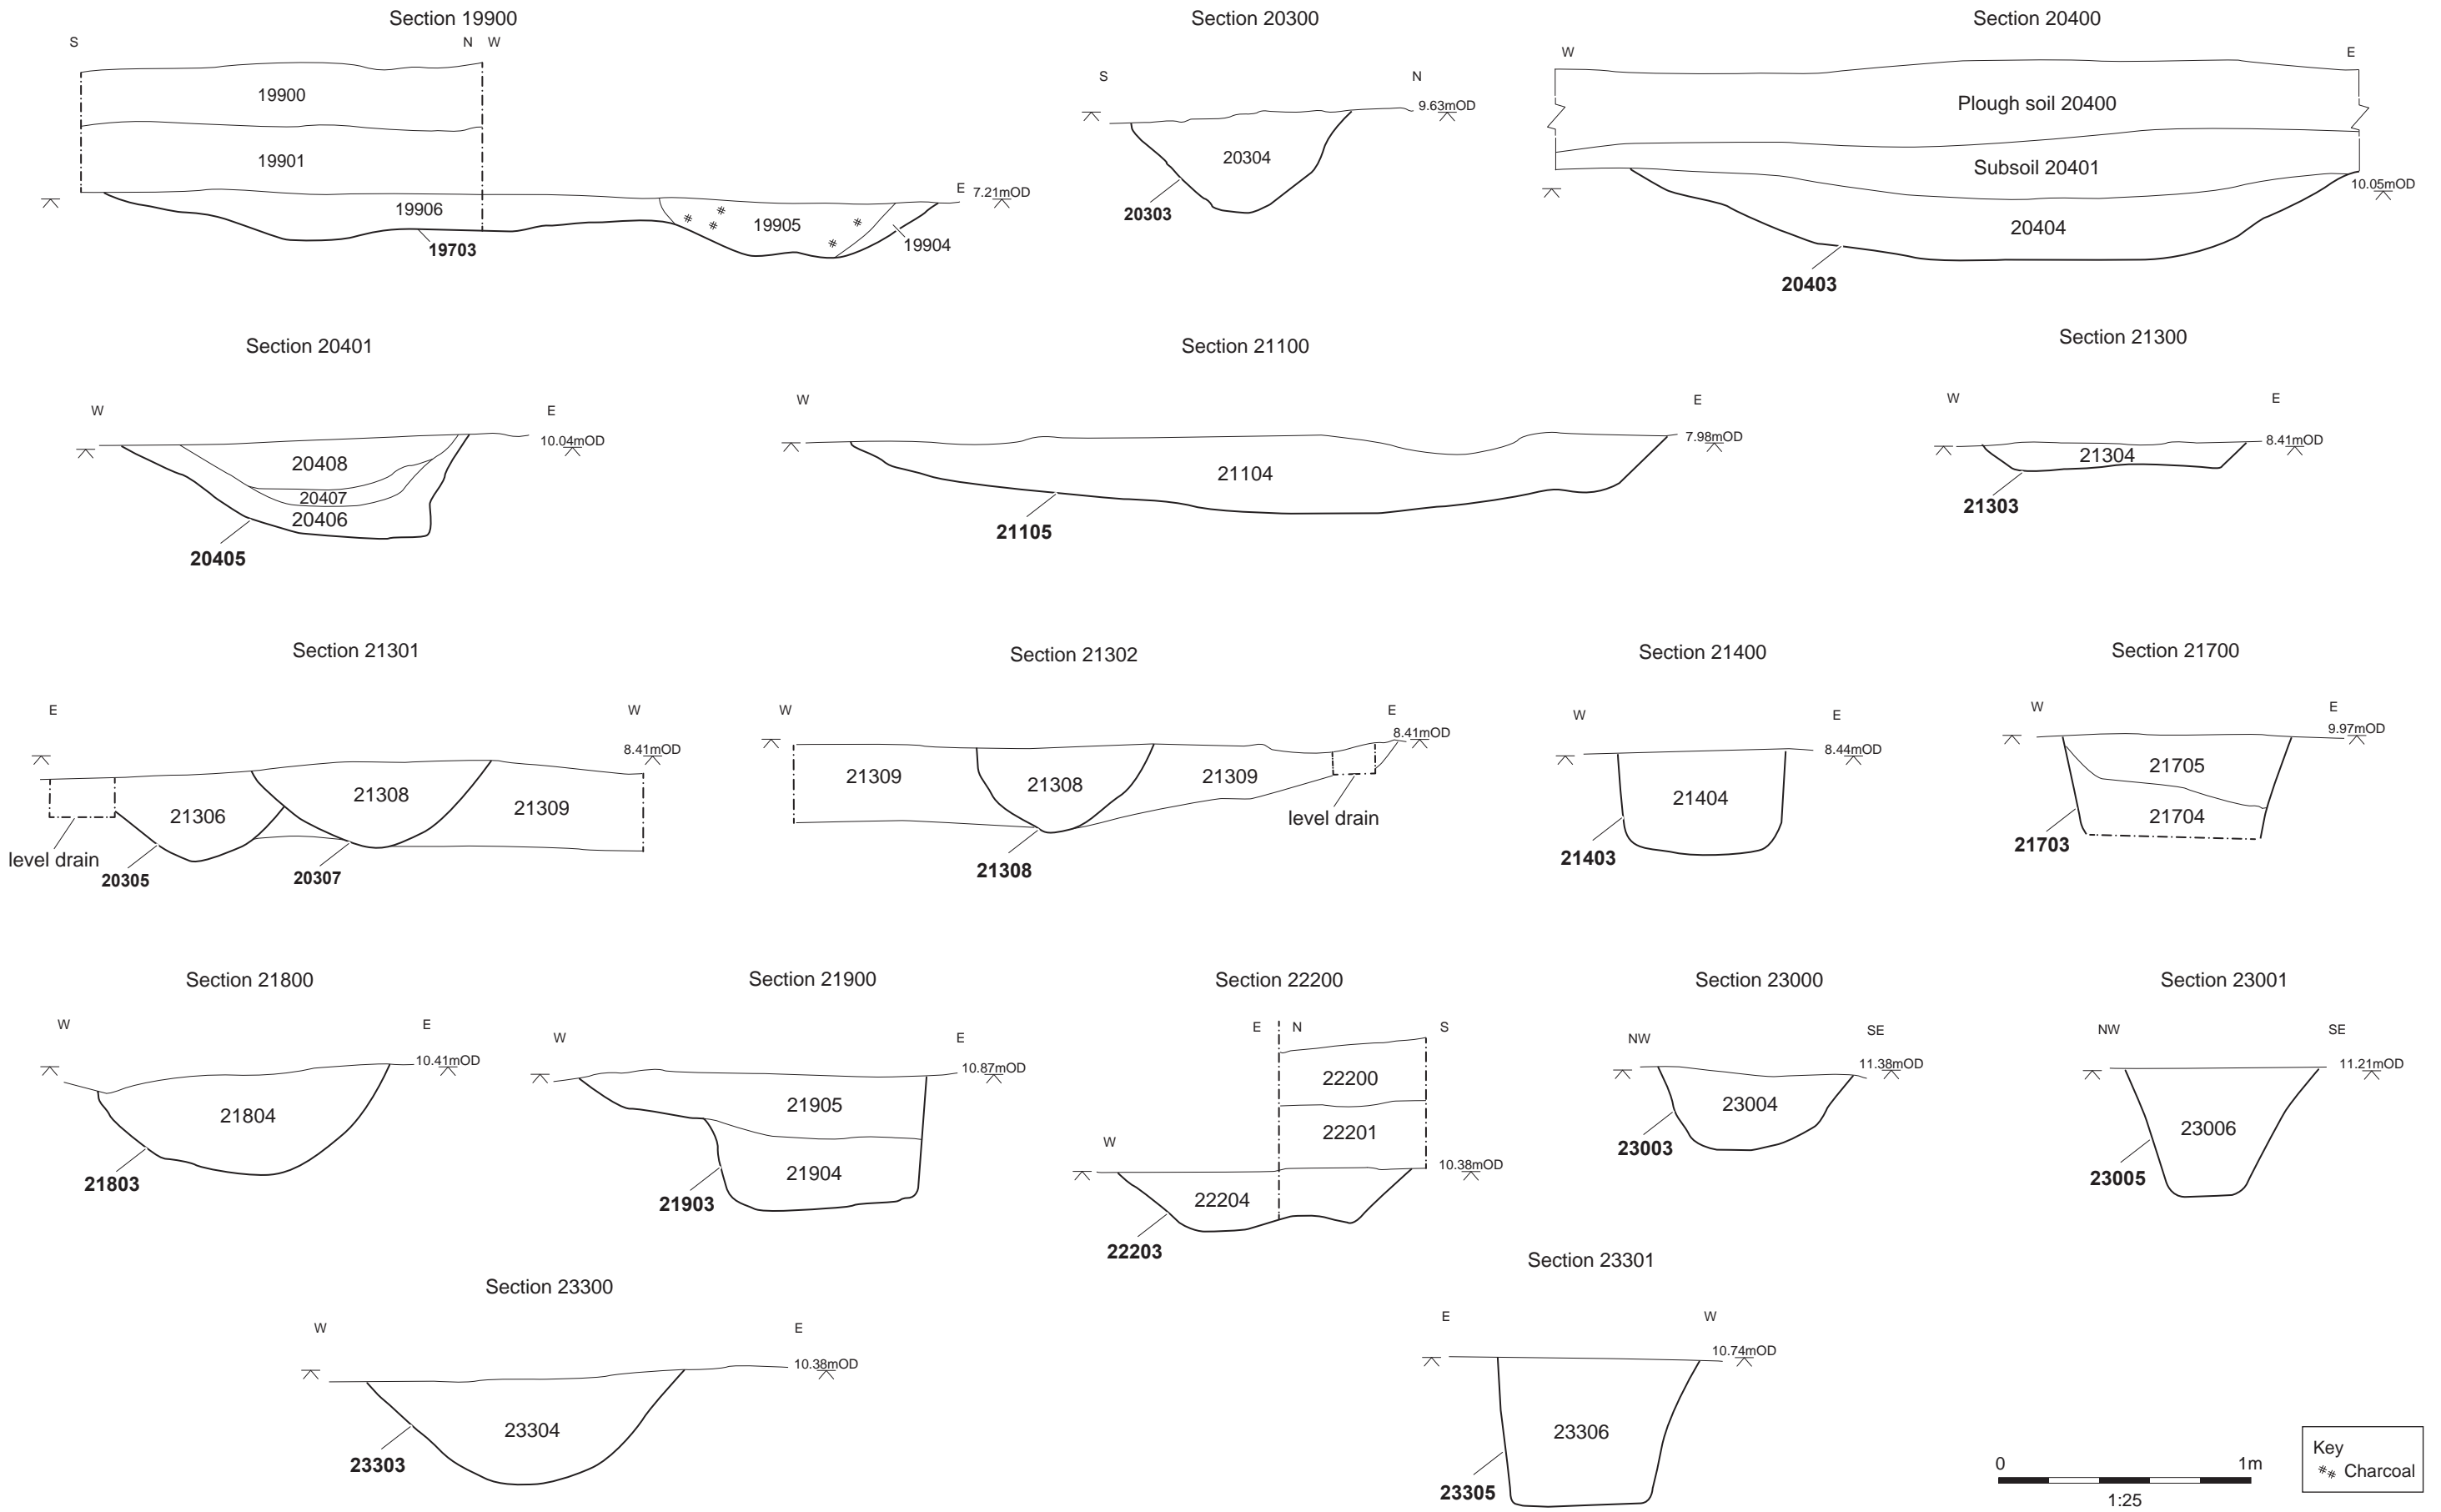 Section 19900
S
N W
19900
19901
19906
19905
19904
19703
E 7.21mOD
Section 20300
S
N
9.63mOD
20304
20303
Section 20400
W
E
Plough soil 20400
Subsoil 20401
10.05mOD
20404
20403
Section 20401
W
E
10.04mOD
20408
20407
20406
20405
Section 21100
W
E
7.98mOD
21104
21105
Section 21300
W
E
8.41mOD
21304
21303
Section 21301
E
W
8.41mOD
21306
21308
21309
level drain
20305
20307
Section 21302
W
E
8.41mOD
21309
21308
21309
level drain
21308
Section 21400
W
E
8.44mOD
21404
21403
Section 21700
W
E
9.97mOD
21705
21704
21703
Section 21800
W
E
10.41mOD
21804
21803
Section 21900
W
E
10.87mOD
21905
21904
21903
Section 22200
E N
S
22200
22201
W
10.38mOD
22204
22203
Section 23000
NW
SE
11.38mOD
23004
23003
Section 23001
NW
SE
11.21mOD
23006
23005
Section 23300
W
E
10.38mOD
23304
23303
Section 23301
E
W
10.74mOD
23306
23305
0
1m
1:25
Key
Charcoal